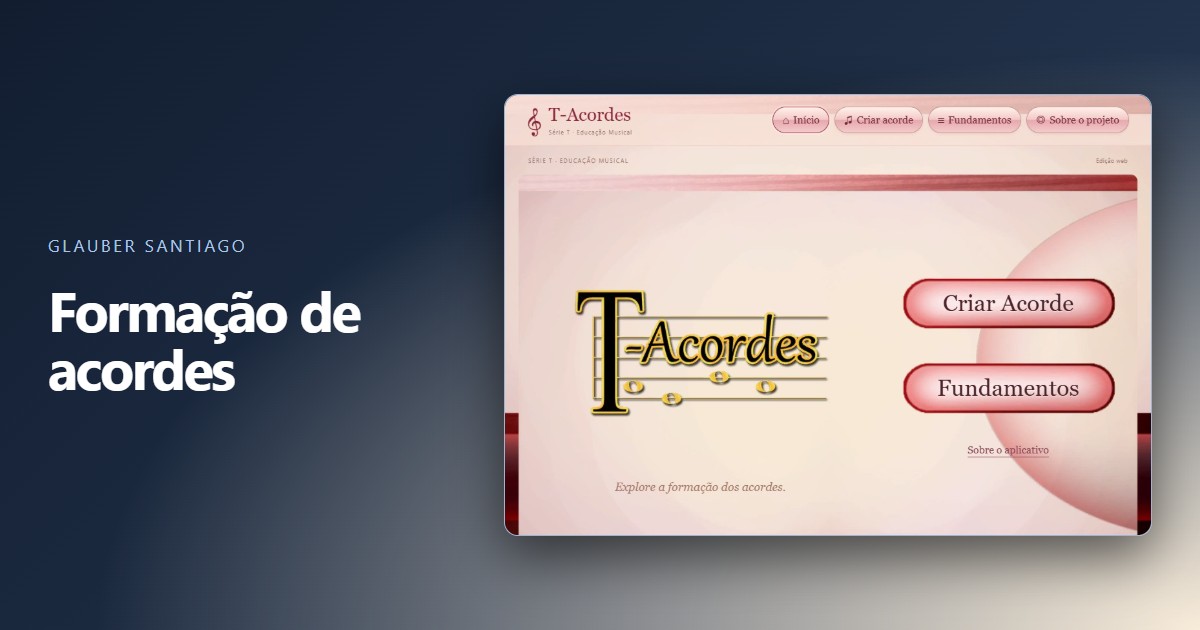 GLAUBER SANTIAGO
Formação de
acordes
T-Acordes
Série T · Educação Musical
Início
Criar acorde
Fundamentos
Sobre o projeto
SÉRIE T · EDUCAÇÃO MUSICAL
Edição web
T-Acordes
Criar Acorde
Fundamentos
Sobre o aplicativo
Explore a formação dos acordes.